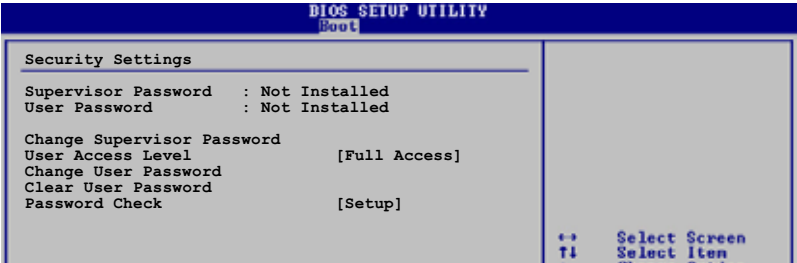 BIOS SETUP UTILITY
Boot
Security Settings
Supervisor Password : Not Installed
User Password : Not Installed
Change Supervisor Password
User Access Level [Full Access]
Change User Password
Clear User Password
Password Check [Setup]
↔ Select Screen
↑↓ Select Item